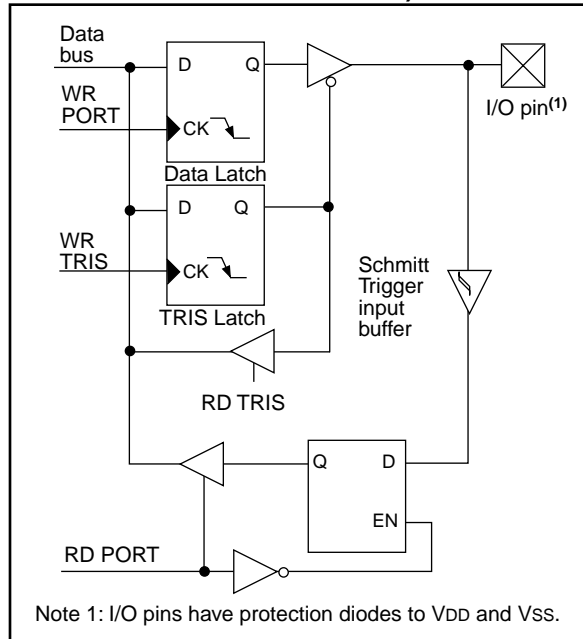 Data
bus
D
Q
WR
PORT
CK
I/O pin(1)
Data Latch
D
Q
WR
TRIS
CK
Schmitt
Trigger
input
buffer
TRIS Latch
RD TRIS
Q
D
EN
RD PORT
Note 1: I/O pins have protection diodes to VDD and VSS.